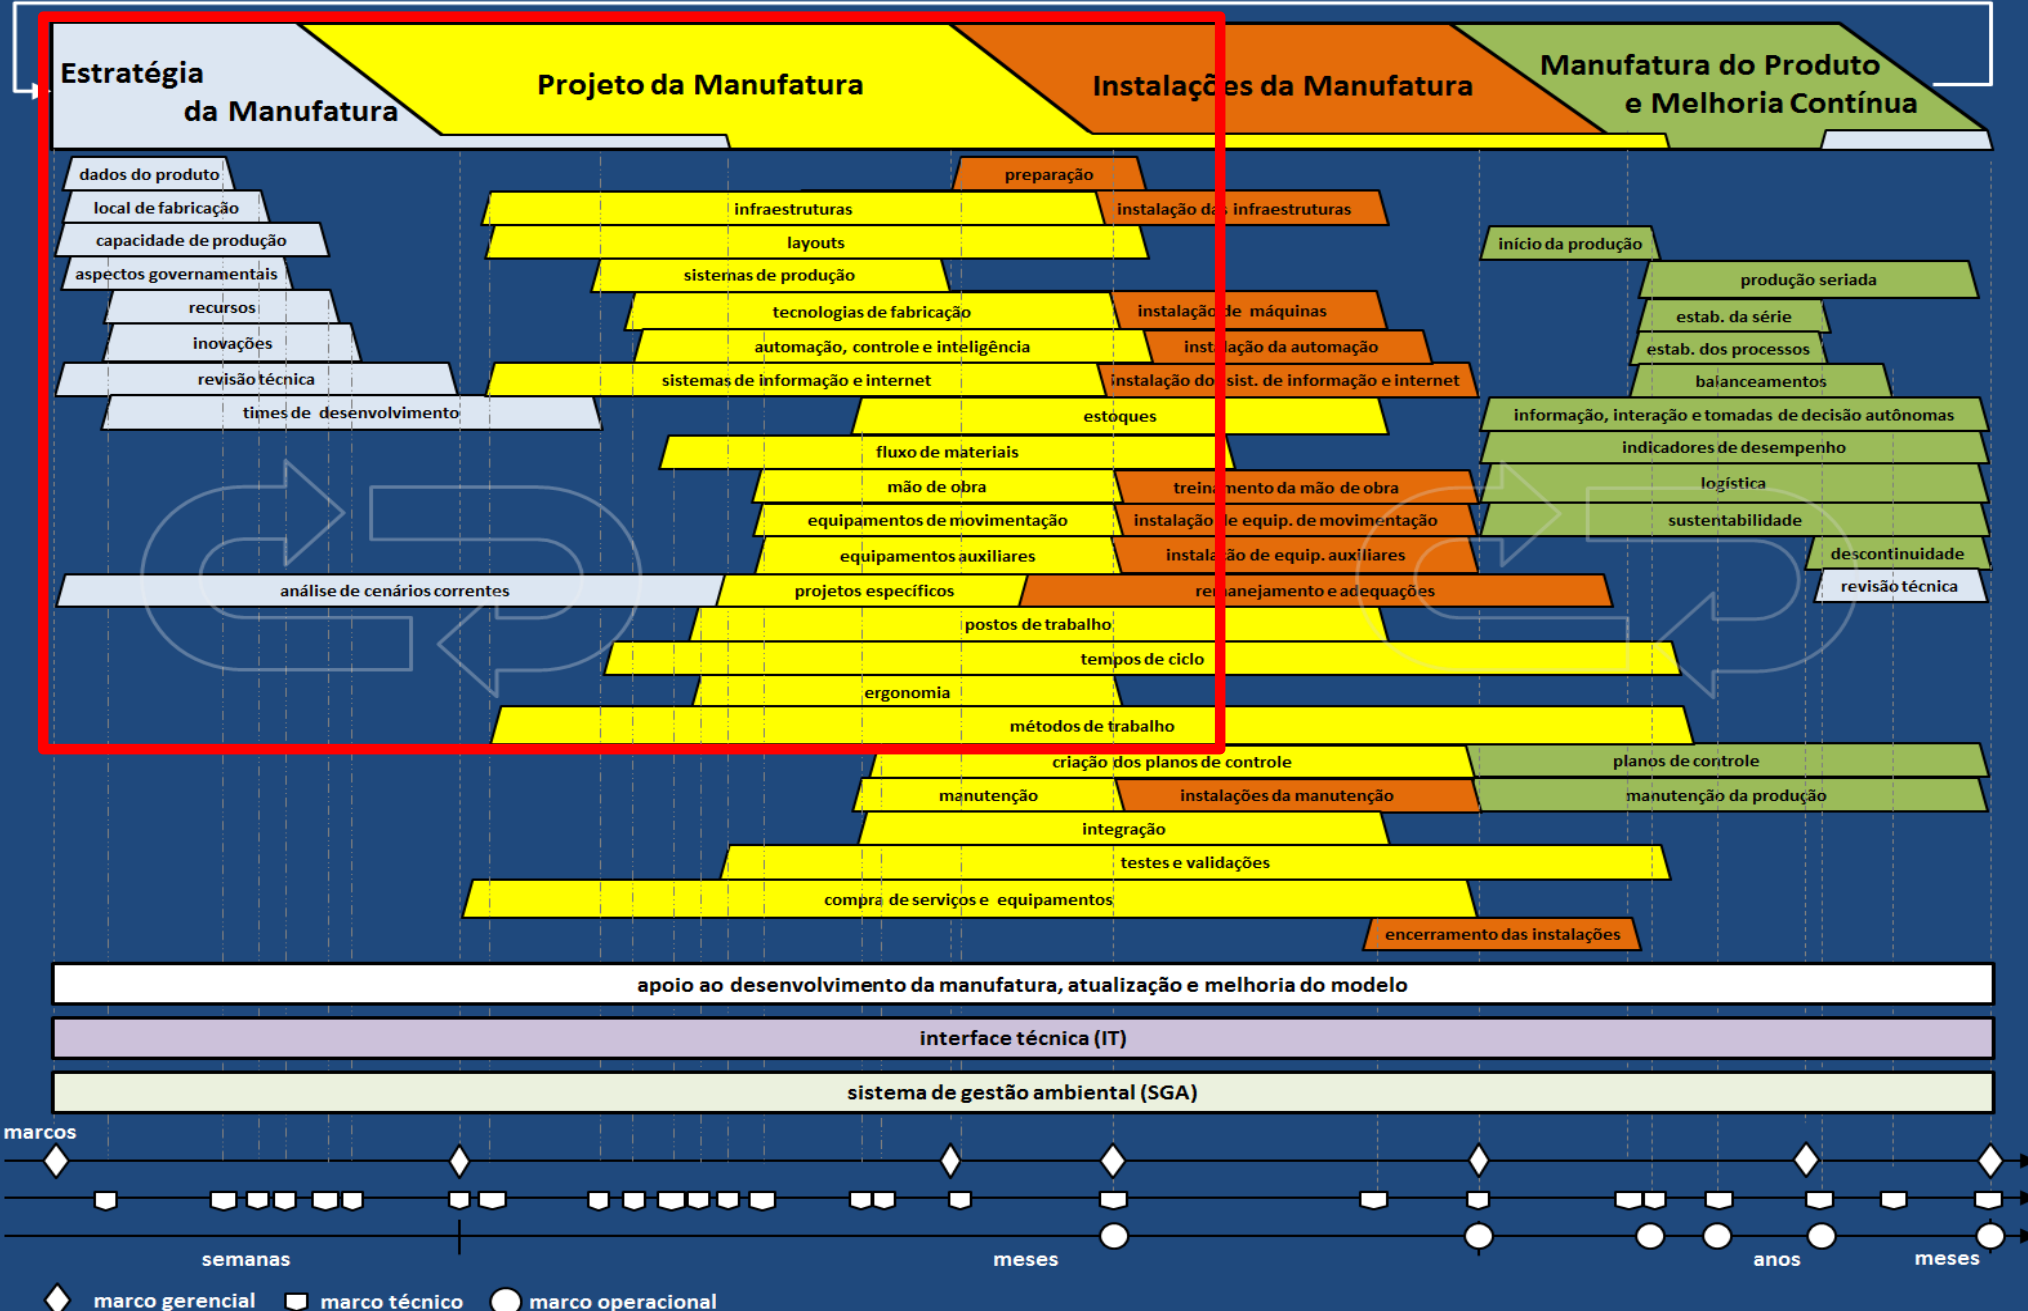 Estratégia
da Manufatura
Projeto da Manufatura
Instalações da Manufatura
Manufatura do Produto
e Melhoria Contínua
dados do produto
preparação
local de fabricação
infraestruturas
instalação das infraestruturas
capacidade de produção
layouts
início da produção
aspectos governamentais
sistemas de produção
produção seriada
recursos
tecnologias de fabricação
instalação de máquinas
estab. da série
inovações
automação, controle e inteligência
instalação da automação
estab. dos processos
revisão técnica
sistemas de informação e internet
instalação do sist. de informação e internet
balanceamentos
times de desenvolvimento
estoques
informação, interação e tomadas de decisão autônomas
fluxo de materiais
indicadores de desempenho
mão de obra
treinamento da mão de obra
logística
equipamentos de movimentação
instalação de equip. de movimentação
sustentabilidade
equipamentos auxiliares
instalação de equip. auxiliares
descontinuidade
análise de cenários correntes
projetos específicos
remanejamento e adequações
revisão técnica
postos de trabalho
tempos de ciclo
ergonomia
métodos de trabalho
criação dos planos de controle
planos de controle
manutenção
instalações da manutenção
manutenção da produção
integração
testes e validações
compra de serviços e equipamentos
encerramento das instalações
apoio ao desenvolvimento da manufatura, atualização e melhoria do modelo
interface técnica (IT)
sistema de gestão ambiental (SGA)
marcos
semanas
meses
anos
meses
marco gerencial
marco técnico
marco operacional